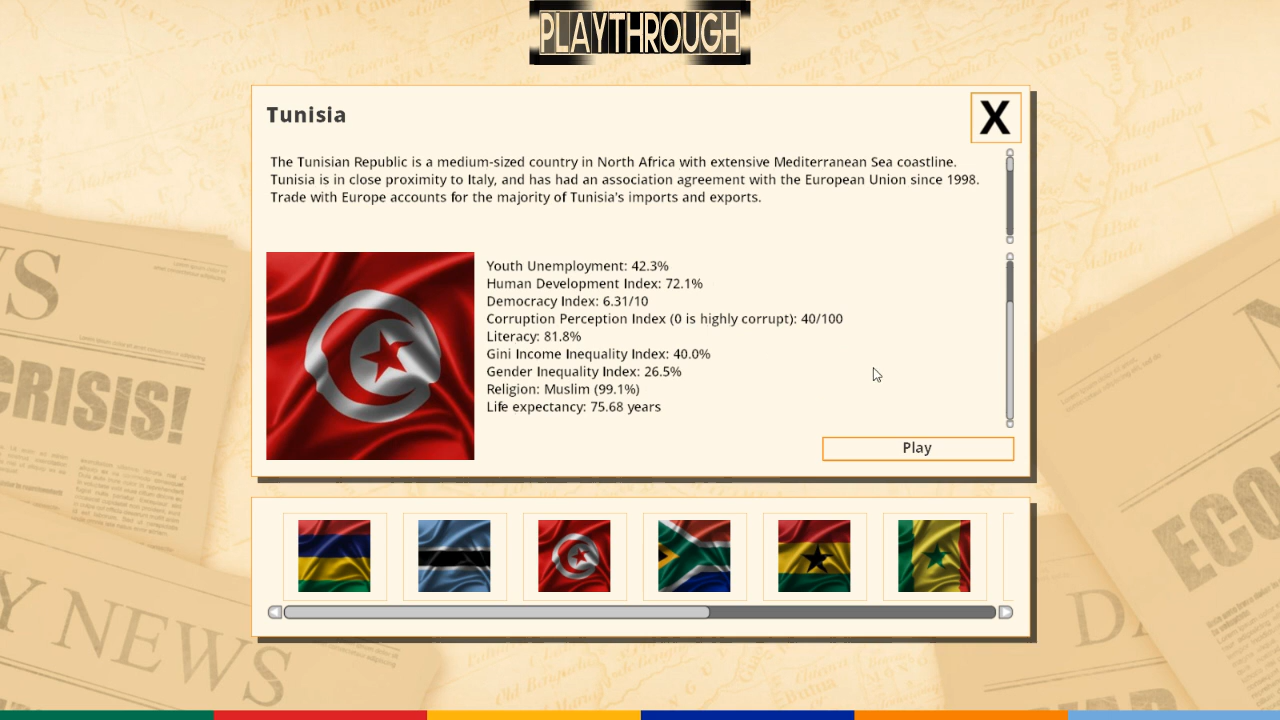 PLAYTHROUGH
Tunisia
X
The Tunisian Republic is a medium-sized country in North Africa with extensive Mediterranean Sea coastline.
Tunisia is in close proximity to Italy, and has had an association agreement with the European Union since 1998.
Trade with Europe accounts for the majority of Tunisia's imports and exports.
Youth Unemployment: 42.3%
Human Development Index: 72.1%
Democracy Index: 6.31/10
Corruption Perception Index (0 is highly corrupt): 40/100
Literacy: 81.8%
Gini Income Inequality Index: 40.0%
Gender Inequality Index: 26.5%
Religion: Muslim (99.1%)
Life expectancy: 75.68 years
Play
CRISIS!
NEWS